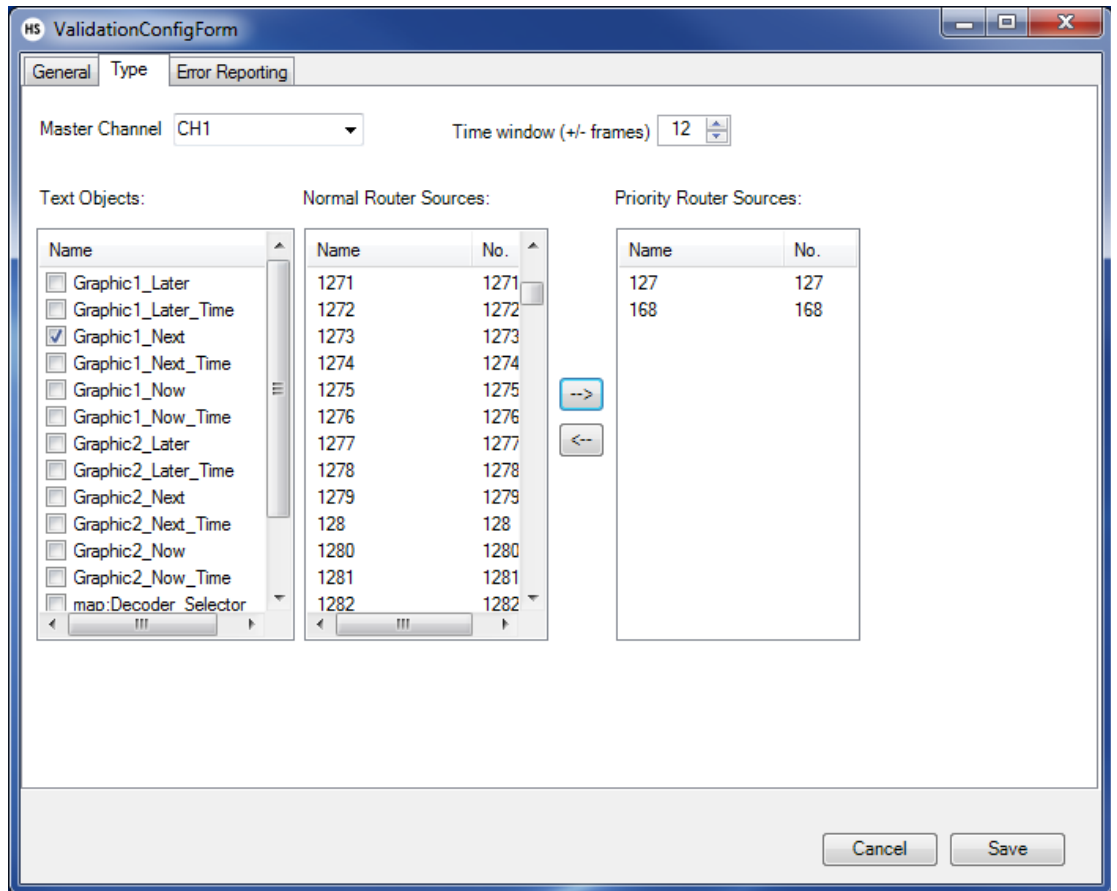 HS ValidationConfigForm
General Type Error Reporting
Master Channel CH1 Time window (+/- frames) 12
Text Objects: Normal Router Sources: Priority Router Sources:
Name
Graphic1_Later
Graphic1_Later_Time
Graphic1_Next
Graphic1_Next_Time
Graphic1_Now
Graphic1_Now_Time
Graphic2_Later
Graphic2_Later_Time
Graphic2_Next
Graphic2_Next_Time
Graphic2_Now
Graphic2_Now_Time
map:Decoder_Selector
Name No.
1271 1271
1272 1272
1273 1273
1274 1274
1275 1275
1276 1276
1277 1277
1278 1278
1279 1279
128 128
1280 1280
1281 1281
1282 1282
-->
<--
Name No.
127 127
168 168
Cancel Save